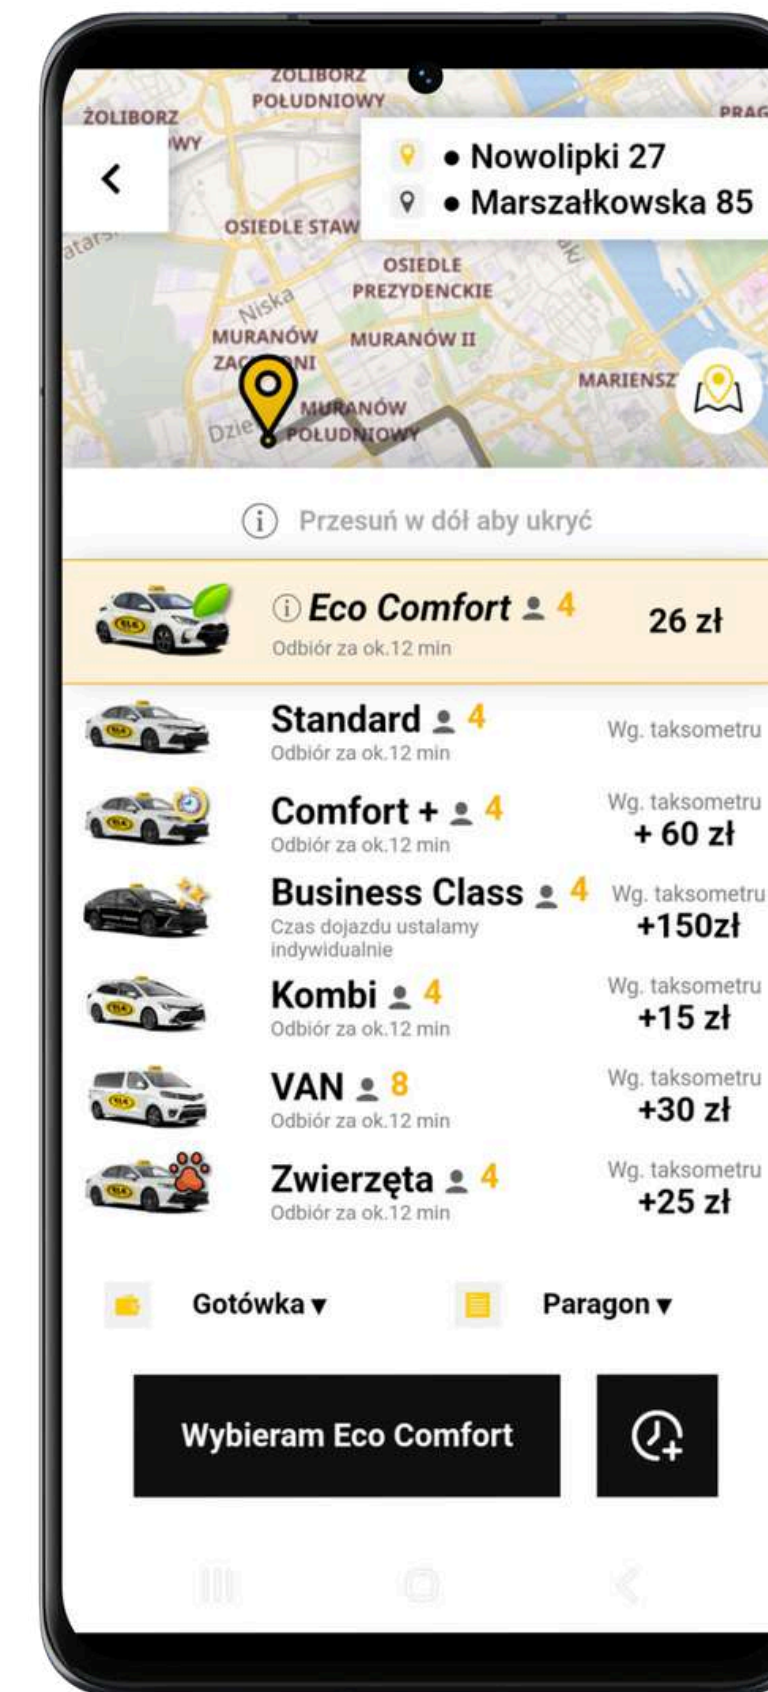 ŻOLIBORZ
POŁUDNIOWY
ŻOLIBORZ
OWY
PRAG
Nowolipki 27
Marszałkowska 85
OSIEDLE STAW
OSIEDLE
PREZYDENCKIE
Niska
MURANÓW
MURANÓW II
MARIENSZ
MURANÓW
POŁUDNIOWY
Przesuń w dół aby ukryć
Eco Comfort 4
26 zł
Odbiór za ok.12 min
Standard 4
Wg. taksometru
Odbiór za ok.12 min
Comfort + 4
Wg. taksometru
+ 60 zł
Odbiór za ok.12 min
Business Class 4
Wg. taksometru
+150zł
Czas dojazdu ustalamy
indywidualnie
Kombi 4
Wg. taksometru
+15 zł
Odbiór za ok.12 min
VAN 8
Wg. taksometru
+30 zł
Odbiór za ok.12 min
Zwierzęta 4
Wg. taksometru
+25 zł
Odbiór za ok.12 min
Gotówka ▾
Paragon ▾
Wybieram Eco Comfort